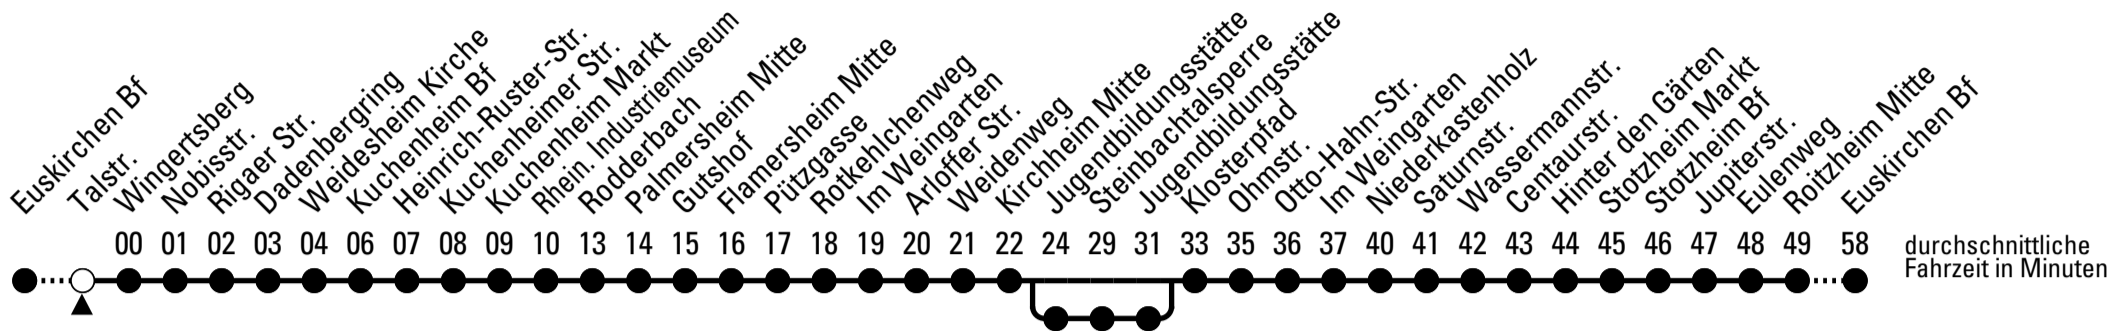 Euskirchen Bf
Talstr.
Wingertsberg
Nobisstr.
Rigaer Str.
Dadenbergring
Weidesheim Kirche
Kuchenheim Bf
Heinrich-Ruster-Str.
Kuchenheimer Str.
Kuchenheim Markt
Rhein. Industriemuseum
Rodderbach
Palmersheim Mitte
Gutshof
Flamersheim Mitte
Pützgasse
Rotkehlchenweg
Im Weingarten
Arloffer Str.
Weidenweg
Kirchheim Mitte
Jugendbildungsstätte
Steinbachtalsperre
Jugendbildungsstätte
Klosterpfad
Ohmstr.
Otto-Hahn-Str.
Im Weingarten
Niederkastenholz
Saturnstr.
Wassermannstr.
Centaurstr.
Hinter den Gärten
Stotzheim Markt
Stotzheim Bf
Jupiterstr.
Eulenweg
Roitzheim Mitte
Euskirchen Bf
00 01 02 03 04 06 07 08 09 10 13 14 15 16 17 18 19 20 21 22 24 29 31 33 35 36 37 40 41 42 43 44 45 46 47 48 49 58
durchschnittliche
Fahrzeit in Minuten